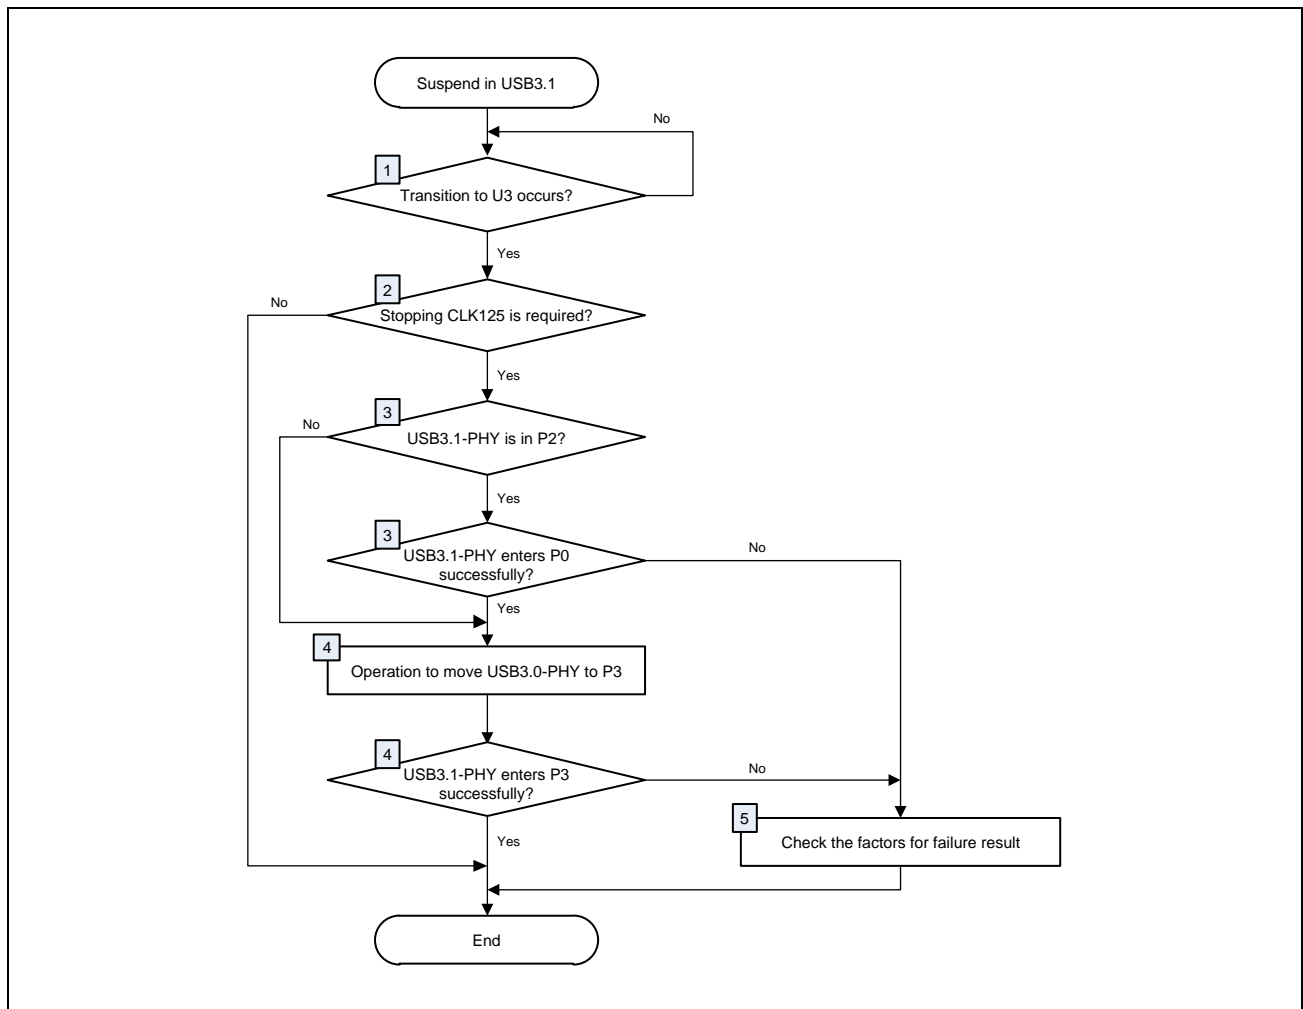 Suspend in USB3.1
No
1
Transition to U3 occurs?
Yes
2
No
Stopping CLK125 is required?
Yes
3
No
USB3.1-PHY is in P2?
Yes
3
USB3.1-PHY enters P0
successfully?
No
Yes
4
Operation to move USB3.0-PHY to P3
4
USB3.1-PHY enters P3
successfully?
No
Yes
5
Check the factors for failure result
End